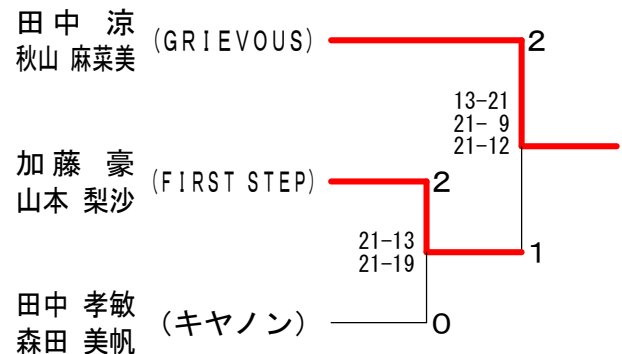 田中 涼
秋山 麻菜美
(GRIEVOUS)
2
13-21
21- 9
21-12
加藤 豪
山本 梨沙
(FIRST STEP)
2
21-13
21-19
1
田中 孝敏
森田 美帆
(キヤノン)
0